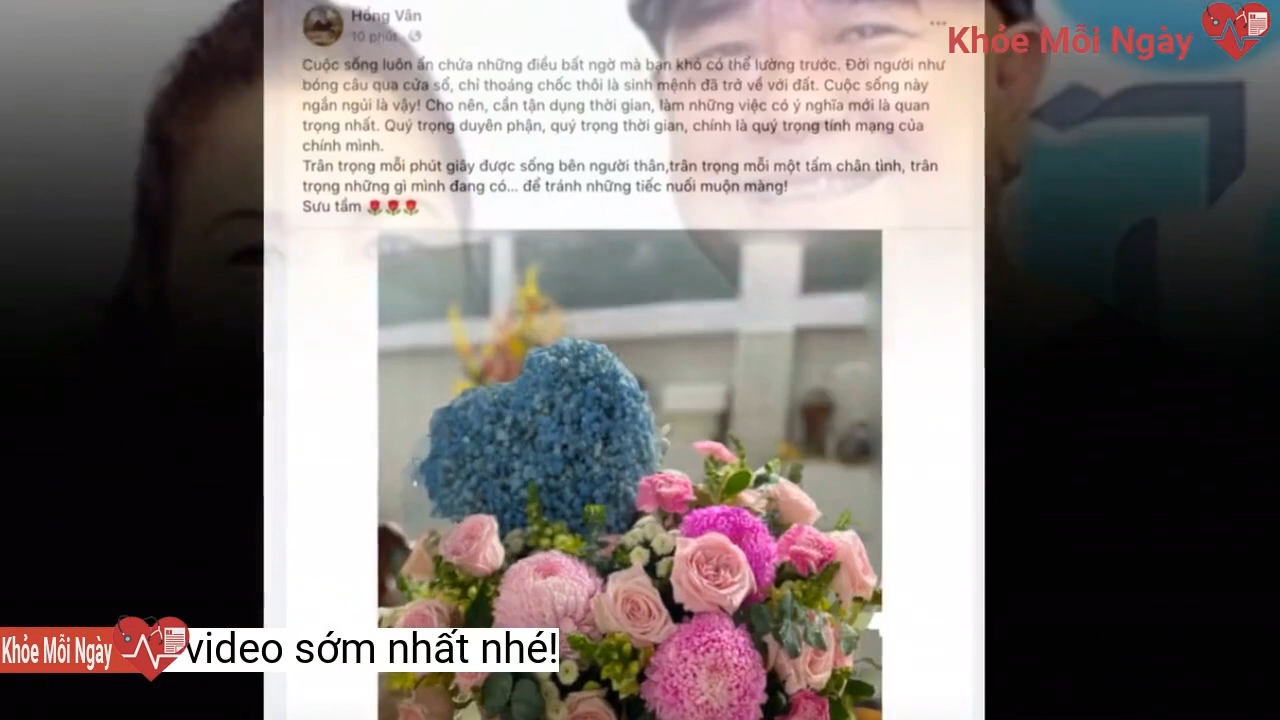 Hồng Vân
10 phút
Khỏe Mỗi Ngày
Cuộc sống luôn ẩn chứa những điều bất ngờ mà bạn khó có thể lường trước. Đời người như
bóng câu qua cửa sổ, chỉ thoáng chốc thôi là sinh mệnh đã trở về với đất. Cuộc sống này
ngắn ngủi là vậy! Cho nên, cần tận dụng thời gian, làm những việc có ý nghĩa mới là quan
trọng nhất. Quý trọng duyên phận, quý trọng thời gian, chính là quý trọng tính mạng của
chính mình.
Trân trọng mỗi phút giây được sống bên người thân,trân trọng mỗi một tấm chân tình, trân
trọng những gì mình đang có... để tránh những tiếc nuối muộn màng!
Sưu tầm
Khỏe Mỗi Ngày
video sớm nhất nhé!